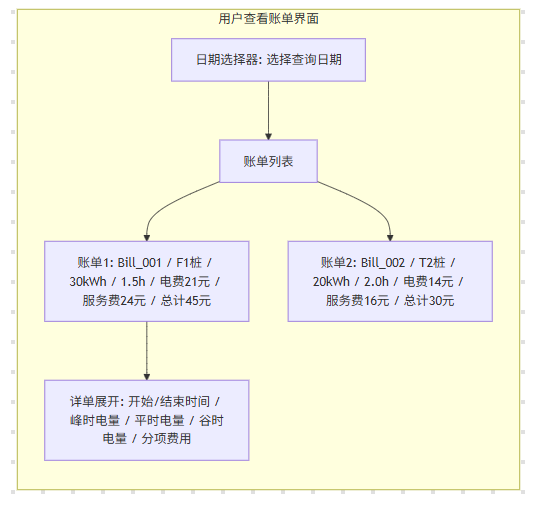 用户查看账单界面
日期选择器: 选择查询日期
账单列表
账单1: Bill_001 / F1桩 /
30kWh / 1.5h / 电费21元 /
服务费24元 / 总计45元
账单2: Bill_002 / T2桩 /
20kWh / 2.0h / 电费14元 /
服务费16元 / 总计30元
详单展开: 开始/结束时间 /
峰时电量 / 平时电量 / 谷时
电量 / 分项费用